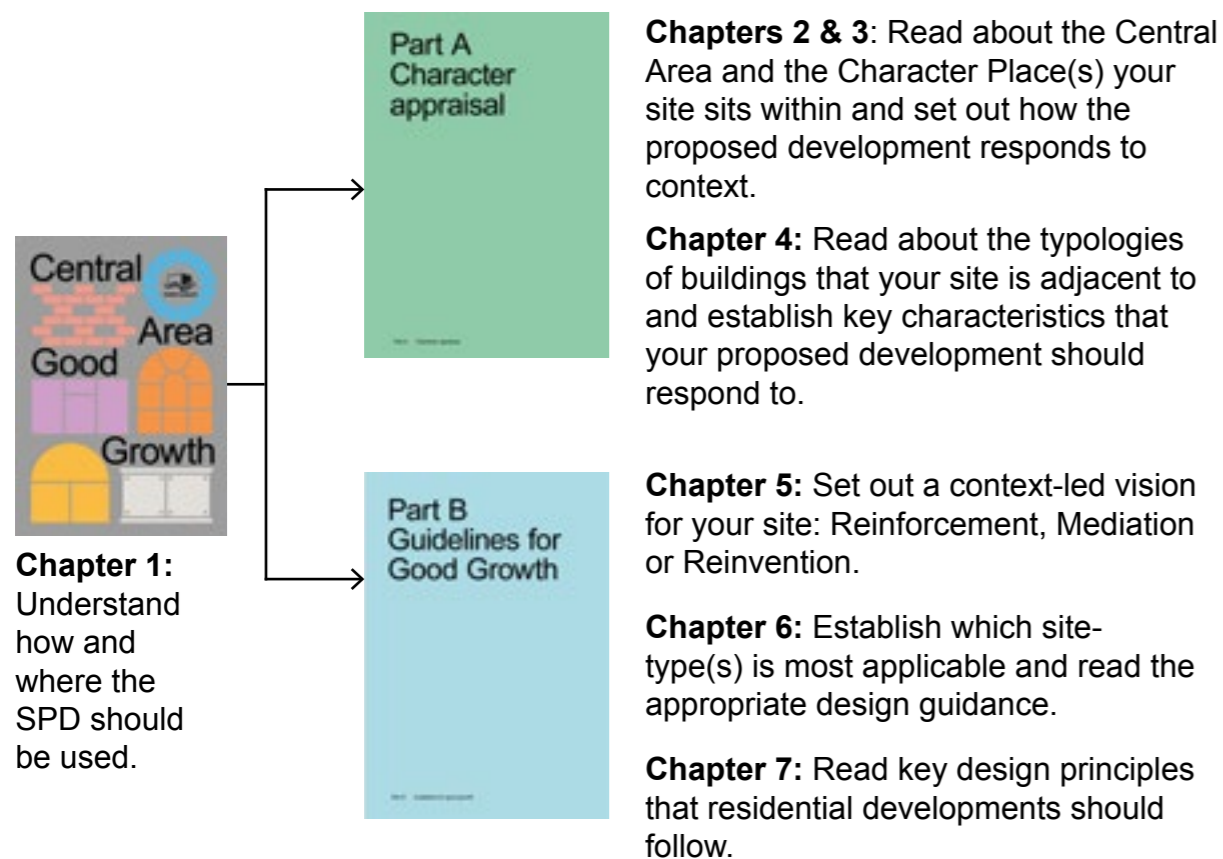 Central
Area
Good
Growth
Chapter 1:
Understand
how and
where the
SPD should
be used.
Part A
Character
appraisal
Chapters 2 & 3: Read about the Central
Area and the Character Place(s) your
site sits within and set out how the
proposed development responds to
context.
Chapter 4: Read about the typologies
of buildings that your site is adjacent to
and establish key characteristics that
your proposed development should
respond to.
Part B
Guidelines for
Good Growth
Chapter 5: Set out a context-led vision
for your site: Reinforcement, Mediation
or Reinvention.
Chapter 6: Establish which site-
type(s) is most applicable and read the
appropriate design guidance.
Chapter 7: Read key design principles
that residential developments should
follow.